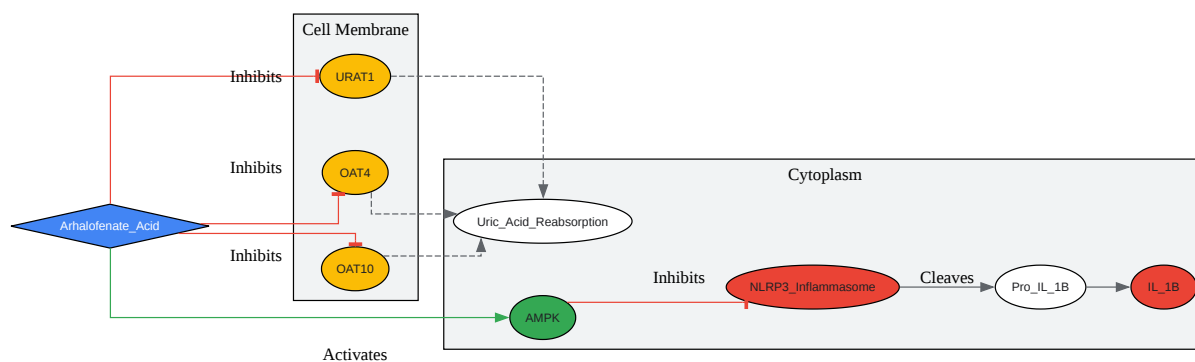 Cell Membrane
Inhibits
URAT1
Inhibits
OAT4
Cytoplasm
Arhalofenate_Acid
Uric_Acid_Reabsorption
Inhibits
OAT10
Inhibits
NLRP3_Inflammasome
Cleaves
Pro_IL_1B
IL_1B
AMPK
Activates